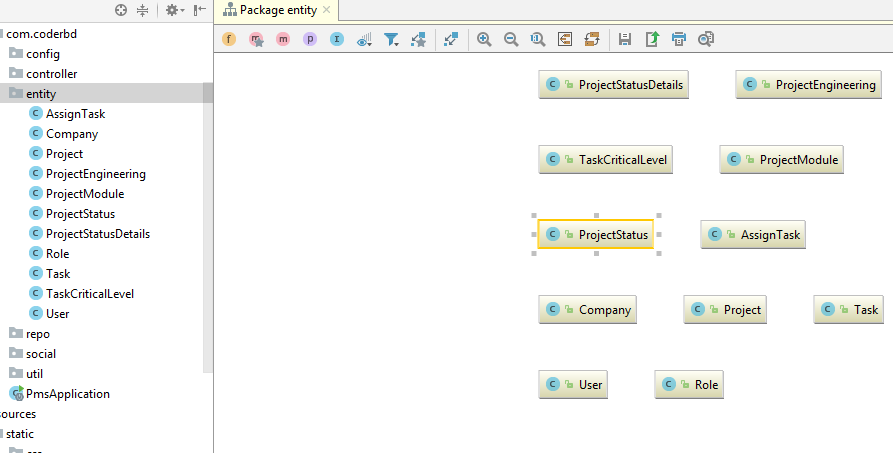 Package entity
com.coderbd
config
controller
entity
AssignTask
Company
Project
ProjectEngineering
ProjectModule
ProjectStatus
ProjectStatusDetails
Role
Task
TaskCriticalLevel
User
repo
social
util
PmsApplication
sources
static
f m m p I
C ProjectStatusDetails C ProjectEngineering
C TaskCriticalLevel C ProjectModule
C ProjectStatus C AssignTask
C Company C Project C Task
C User C Role